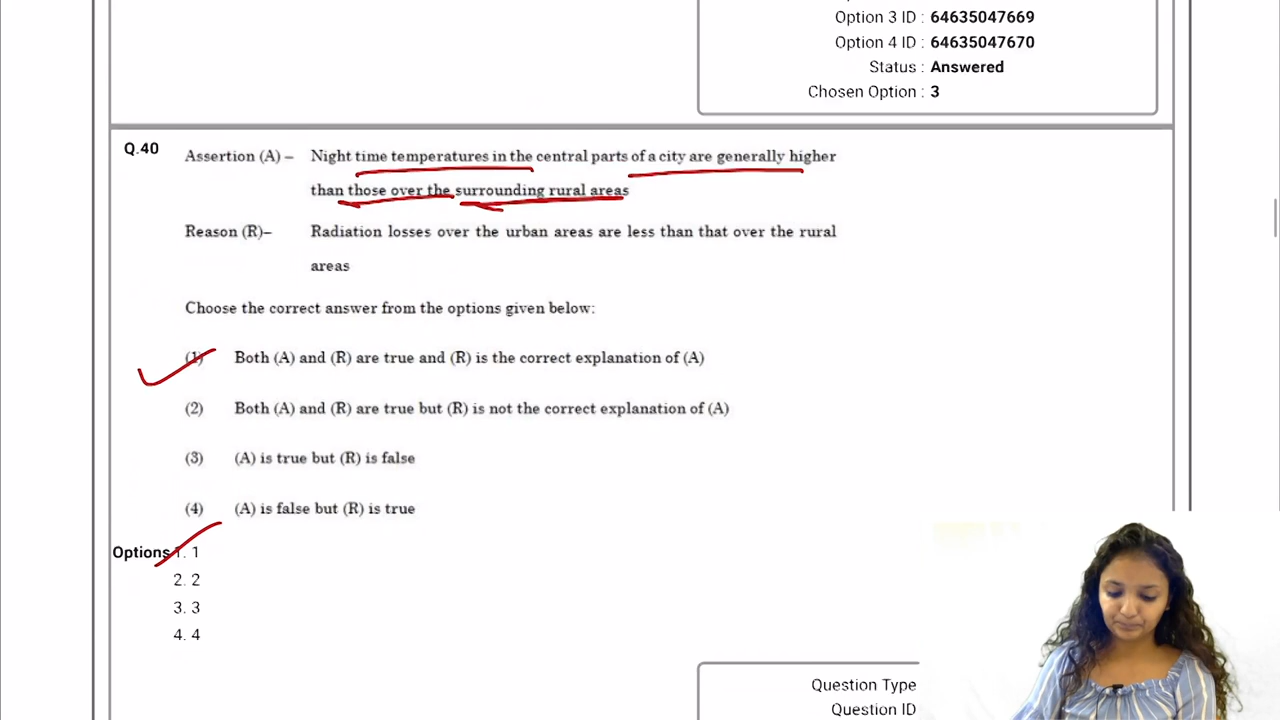 Option 3 ID : 64635047669
Option 4 ID : 64635047670
Status : Answered
Chosen Option : 3
Q.40 Assertion (A) – Night time temperatures in the central parts of a city are generally higher
than those over the surrounding rural areas
Reason (R)– Radiation losses over the urban areas are less than that over the rural
areas
Choose the correct answer from the options given below:
(1) Both (A) and (R) are true and (R) is the correct explanation of (A)
(2) Both (A) and (R) are true but (R) is not the correct explanation of (A)
(3) (A) is true but (R) is false
(4) (A) is false but (R) is true
Options 1. 1
2. 2
3. 3
4. 4
Question Type
Question ID